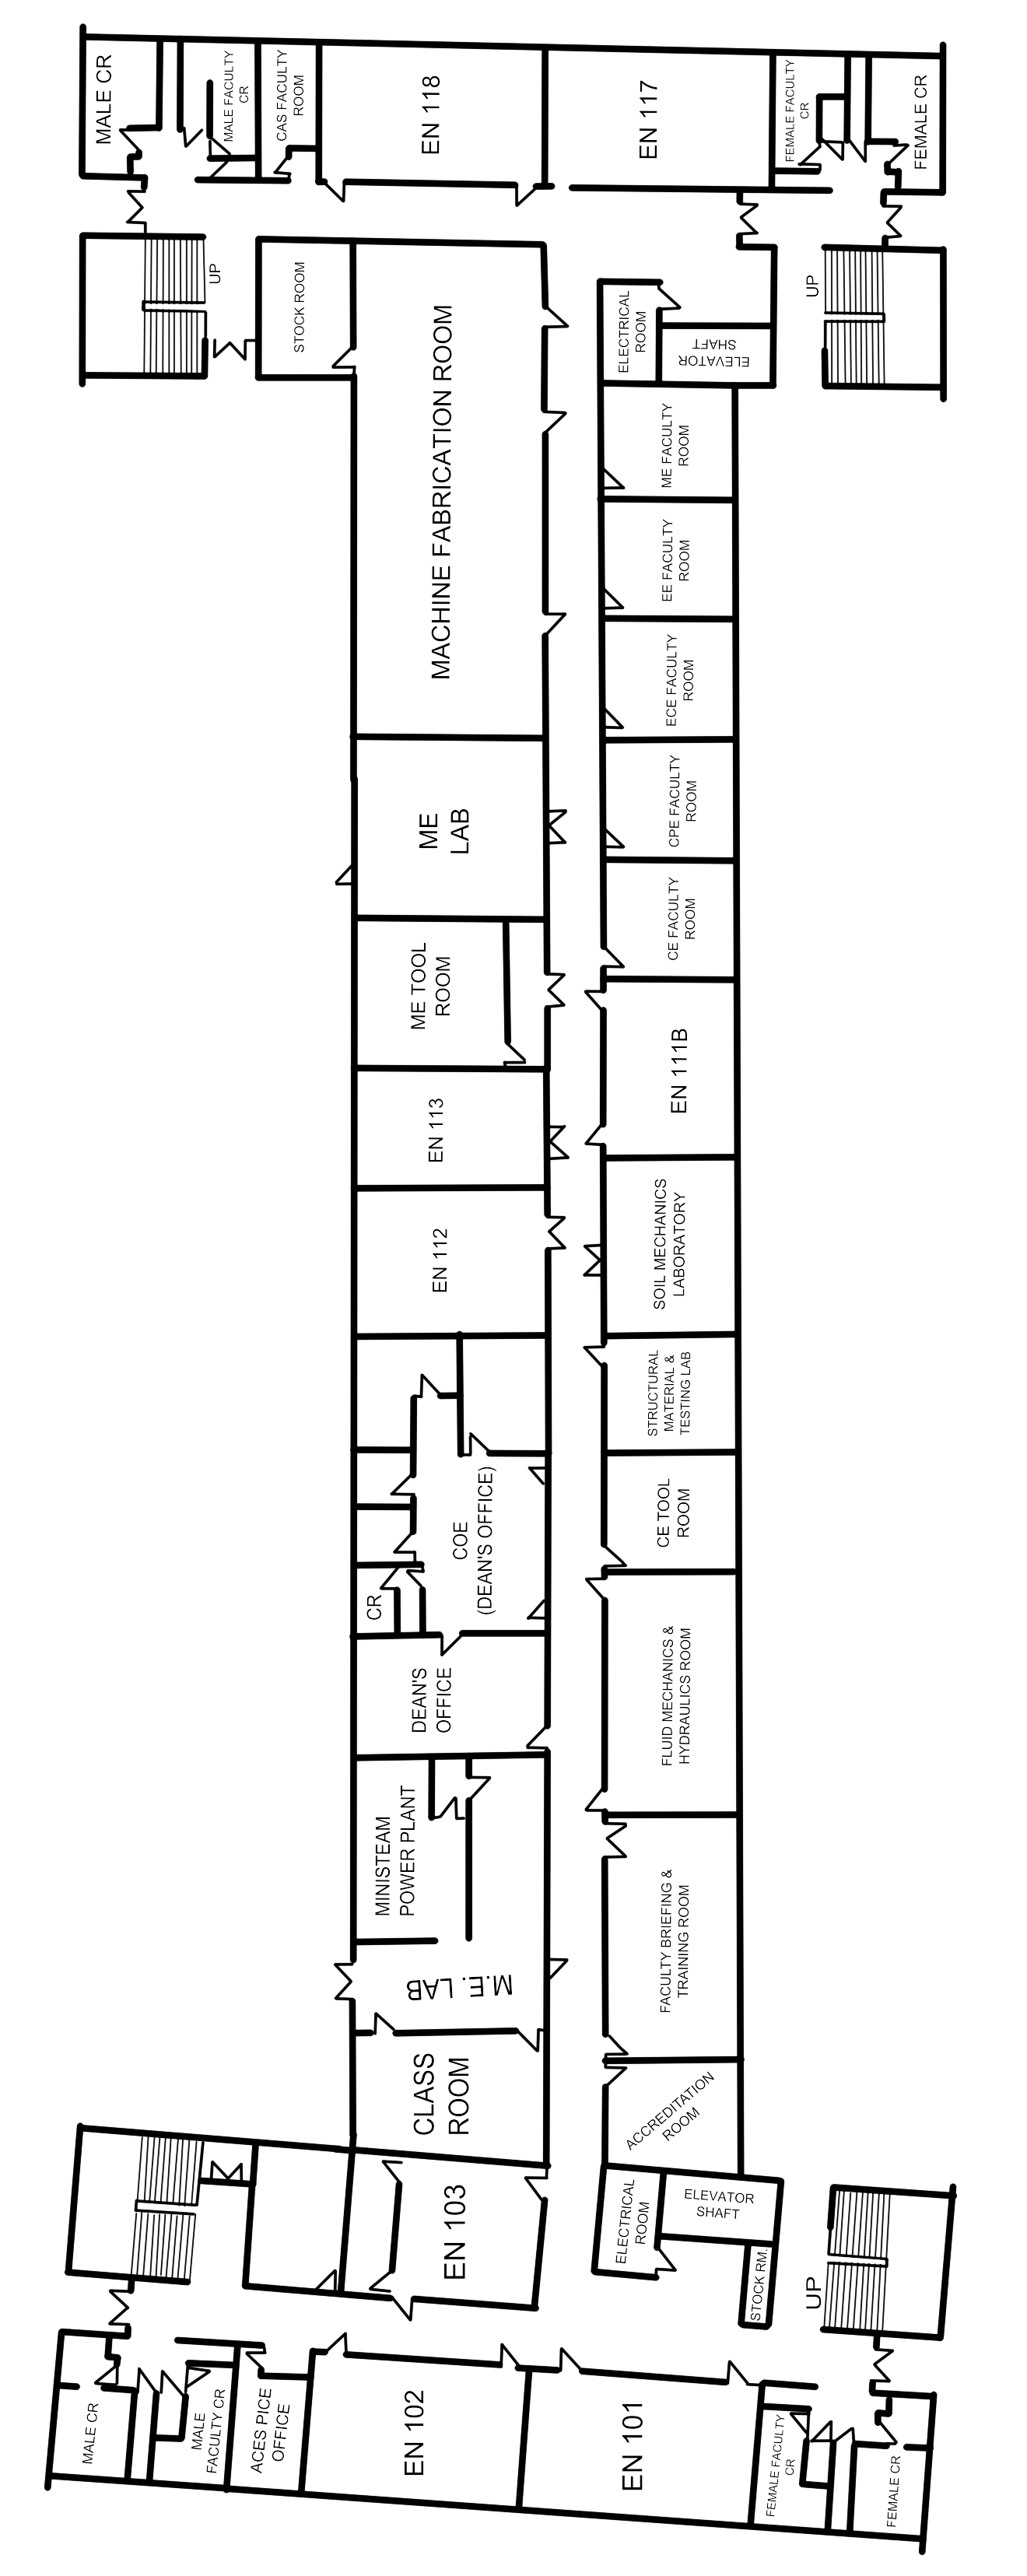 MALE CR
MALE FACULTY
CR
CAS FACULTY
ROOM
EN 118
EN 117
FEMALE FACULTY
CR
FEMALE CR
UP
STOCK ROOM
MACHINE FABRICATION ROOM
ELECTRICAL
ROOM
ELEVATOR
SHAFT
UP
ME FACULTY
ROOM
EE FACULTY
ROOM
ECE FACULTY
ROOM
ME
LAB
CPE FACULTY
ROOM
CE FACULTY
ROOM
ME TOOL
ROOM
EN 111B
EN 113
EN 112
SOIL MECHANICS
LABORATORY
STRUCTURAL
MATERIAL &
TESTING LAB
COE
(DEAN'S OFFICE)
CE TOOL
ROOM
CR
DEAN'S
OFFICE
FLUID MECHANICS &
HYDRAULICS ROOM
MINISTEAM
POWER PLANT
FACULTY BRIEFING &
TRAINING ROOM
M.E. LAB
CLASS
ROOM
ACCREDITATION
ROOM
EN 103
ELECTRICAL
ROOM
ELEVATOR
SHAFT
STOCK RM.
UP
MALE CR
MALE
FACULTY CR
ACES PICE
OFFICE
EN 102
EN 101
FEMALE FACULTY
CR
FEMALE CR